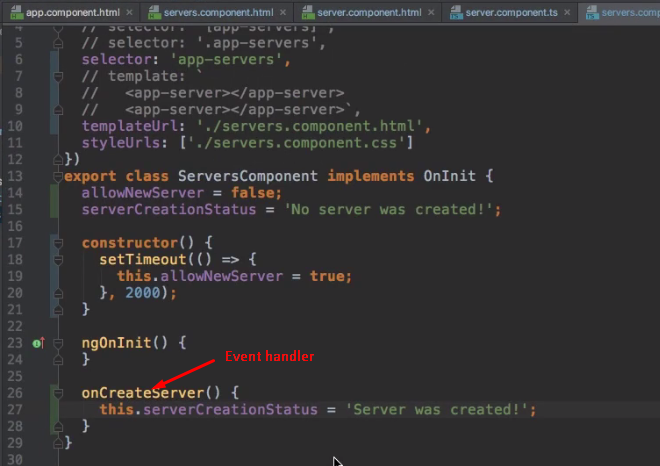 app.component.html × servers.component.html × server.component.html × server.component.ts × servers.comp
4 // selector: '[app-servers]',
5 // selector: '.app-servers',
6 selector: 'app-servers',
7 // template: `
8 //   <app-server></app-server>
9 //   <app-server></app-server>`,
10 templateUrl: './servers.component.html',
11 styleUrls: ['./servers.component.css']
12 })
13 export class ServersComponent implements OnInit {
14 allowNewServer = false;
15 serverCreationStatus = 'No server was created!';
16
17 constructor() {
18 setTimeout(() => {
19 this.allowNewServer = true;
20 }, 2000);
21 }
22
23 ngOnInit() {
24 }
Event handler
25
26 onCreateServer() {
27 this.serverCreationStatus = 'Server was created!';
28 }
29 }
30